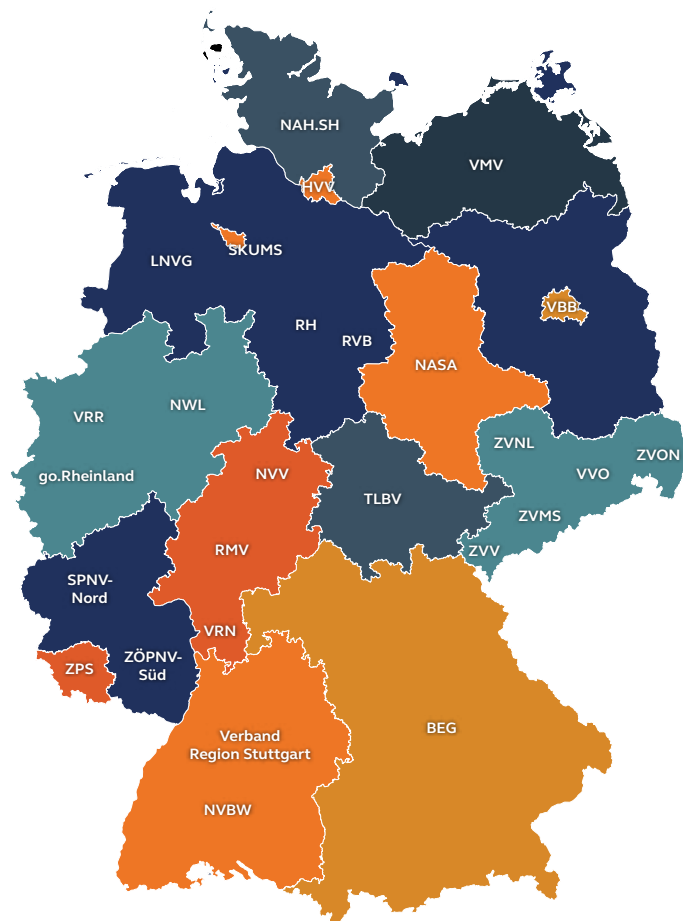 NAH.SH
VMV
HVV
SKUMS
LNVG
VBB
RH
RVB
NASA
NWL
VRR
ZVNL
ZVON
NVV
go.Rheinland
VVO
TLBV
ZVMS
RMV
ZVV
SPNV-
Nord
VRN
ZPS
ZÖPNV-
Süd
BEG
Verband
Region Stuttgart
NVBW